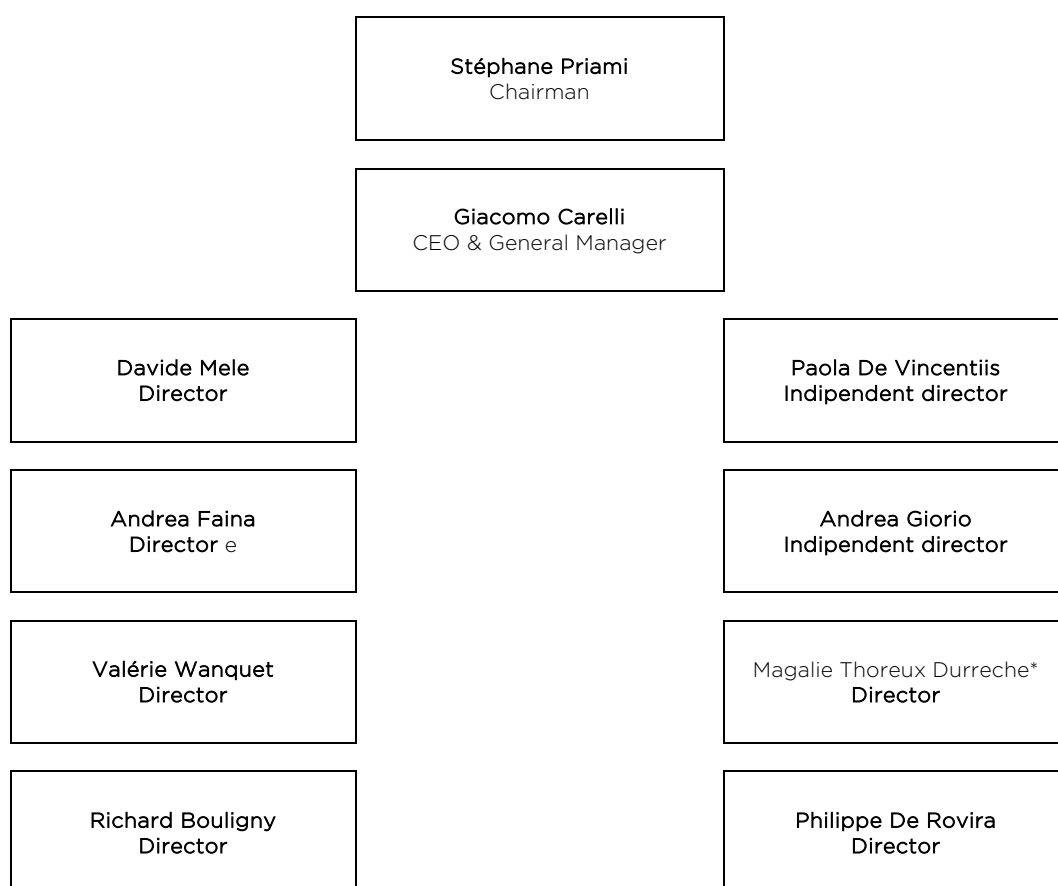 Stéphane Priami
Chairman
Giacomo Carelli
CEO & General Manager
Davide Mele
Director
Paola De Vincentiis
Indipendent director
Andrea Faina
Director e
Andrea Giorio
Indipendent director
Valérie Wanquet
Director
Magalie Thoreux Durreche*
Director
Richard Bouligny
Director
Philippe De Rovira
Director